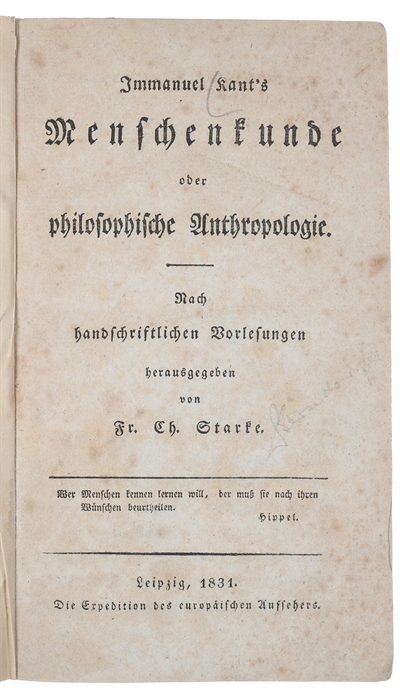 Immanuel Kant's
Menschenkunde
oder
philosophische Anthropologie.
Nach
handschriftlichen Vorlesungen
herausgegeben
von
Fr. Ch. Starke.
Wer Menschen kennen lernen will, der muß sie nach ihren
Wünschen beurtheilen.
Hippel.
Leipzig, 1831.
Die Expedition des europäischen Aufsehers.